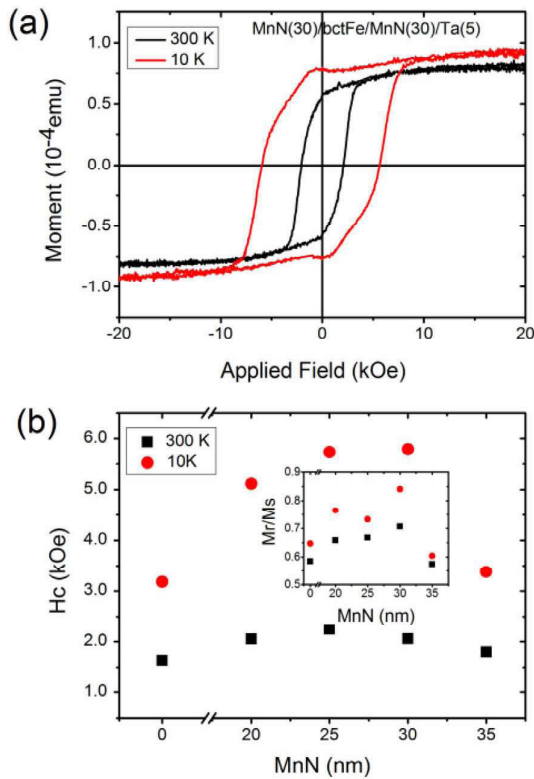 (a)
MnN(30)/bctFe/MnN(30)/Ta(5)
300 K
10 K
1.0
0.5
0.0
-0.5
-1.0
Moment (10-4emu)
-20 -10 0 10 20
Applied Field (kOe)
(b)
300 K
10K
6.0
5.0
4.0
3.0
2.0
1.0
Hc (kOe)
0.9
0.8
0.7
0.6
0.5
Mr/Ms
0 20 25 30 35
MnN (nm)
0 20 25 30 35
MnN (nm)